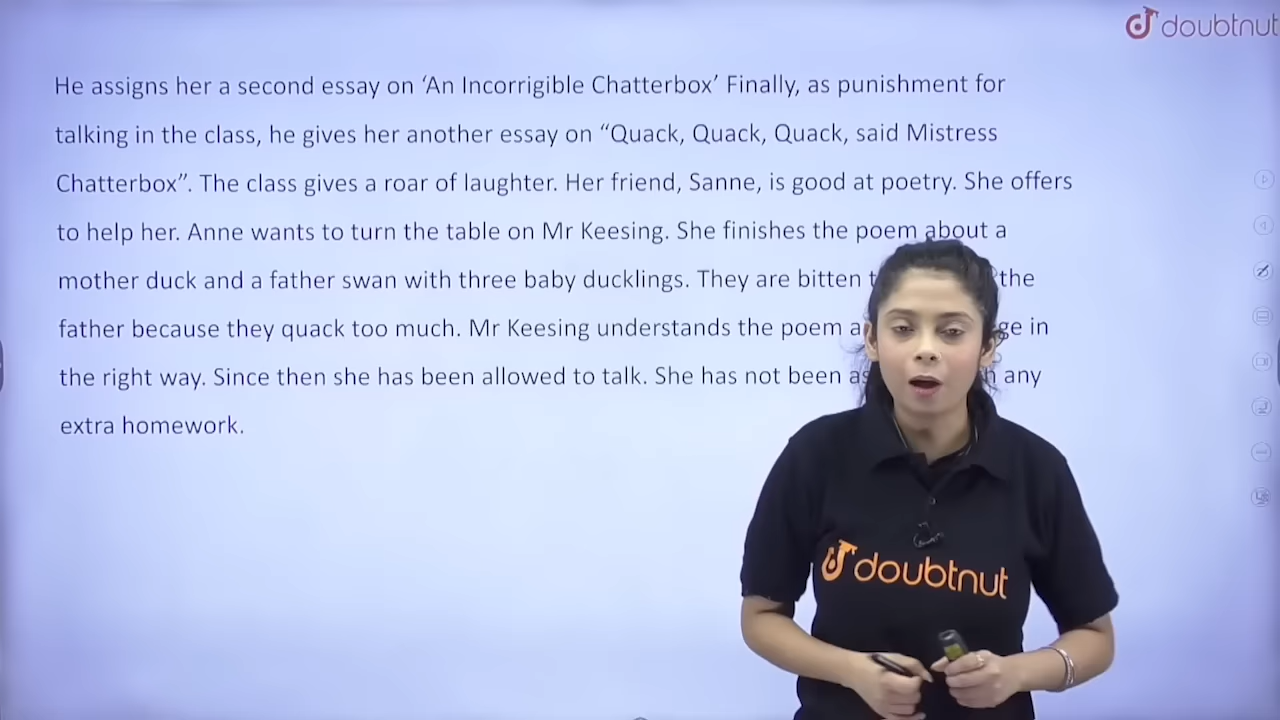 doubtnut
He assigns her a second essay on ‘An Incorrigible Chatterbox’ Finally, as punishment for
talking in the class, he gives her another essay on “Quack, Quack, Quack, said Mistress
Chatterbox”. The class gives a roar of laughter. Her friend, Sanne, is good at poetry. She offers
to help her. Anne wants to turn the table on Mr Keesing. She finishes the poem about a
mother duck and a father swan with three baby ducklings. They are bitten the
father because they quack too much. Mr Keesing understands the poem in
the right way. Since then she has been allowed to talk. She has not been any
extra homework.
doubtnut